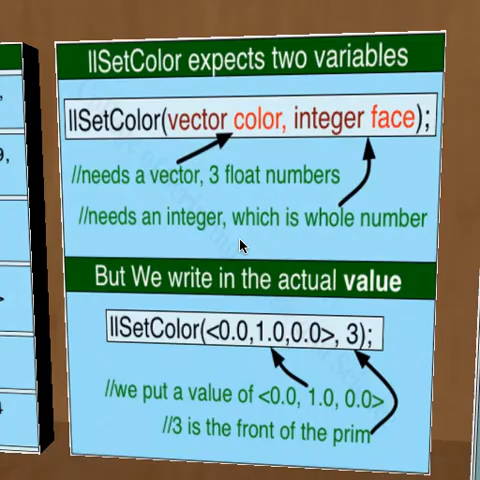 llSetColor expects two variables
llSetColor(vector color, integer face);
//needs a vector, 3 float numbers
//needs an integer, which is whole number
But We write in the actual value
llSetColor(<0.0,1.0,0.0>, 3);
//we put a value of <0.0, 1.0, 0.0>
//3 is the front of the prim